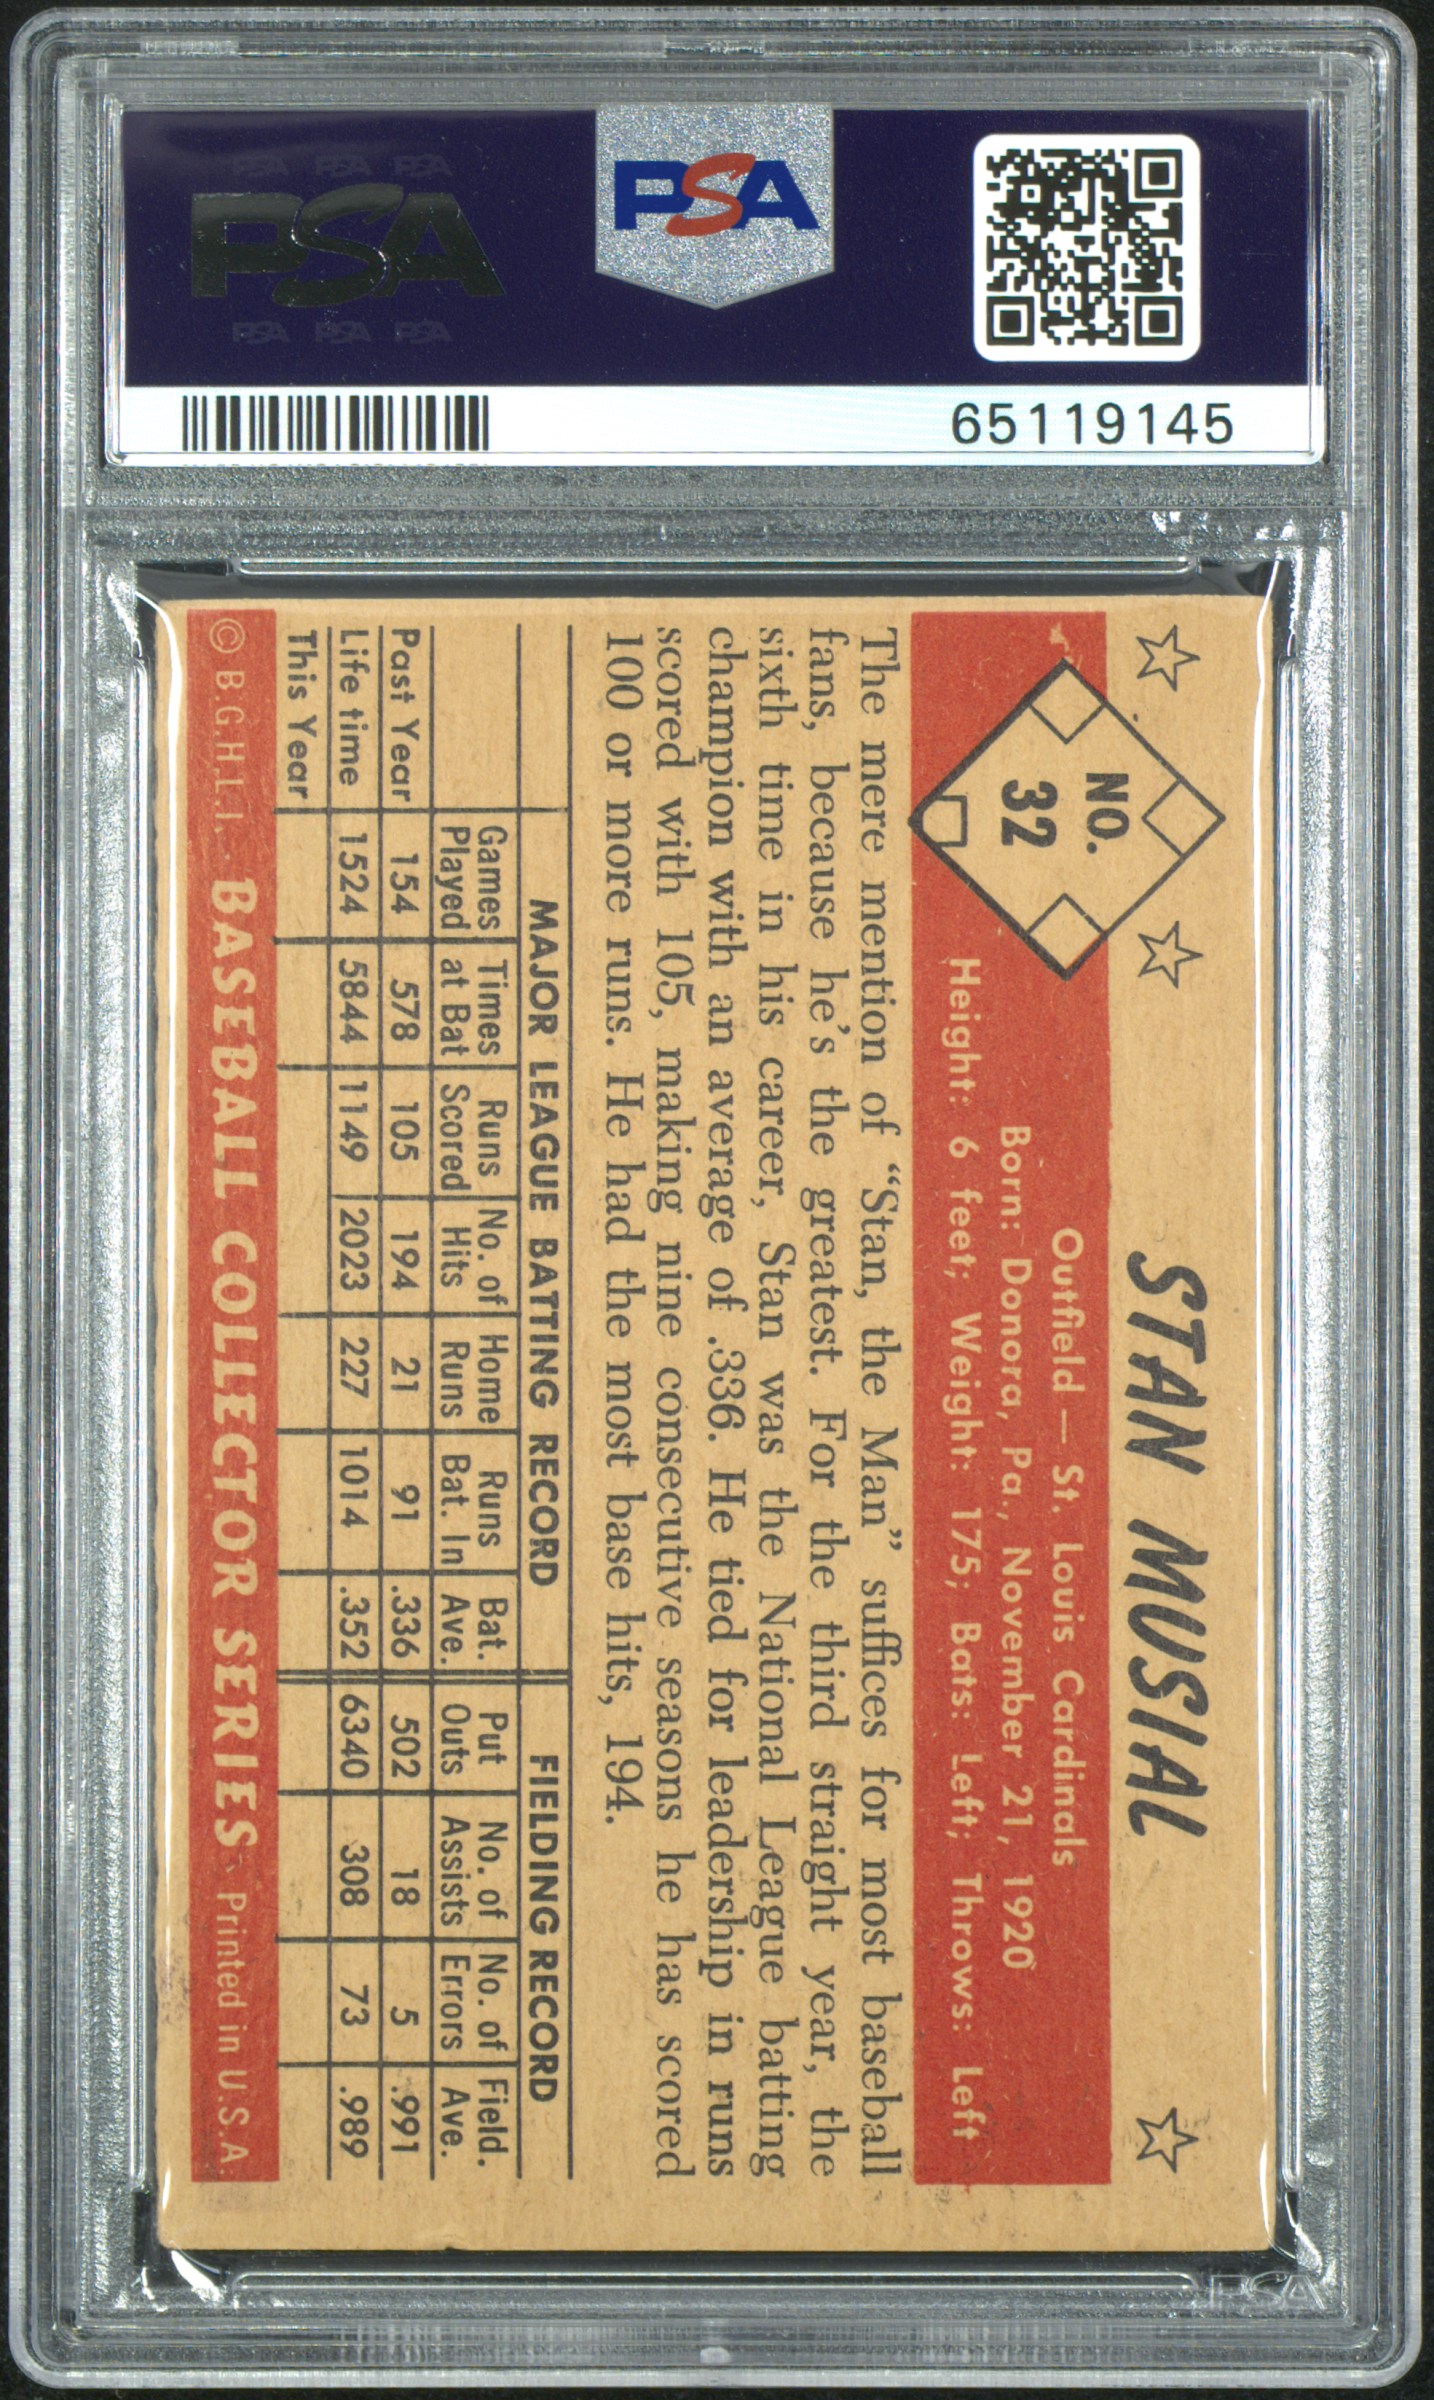 PSA PSA PSA
PSA
PSA PSA PSA
PSA
65119145
STAN MUSIAL
NO.
32
Outfield — St. Louis Cardinals
Born: Donora, Pa., November 21, 1920
Height: 6 feet; Weight: 175; Bats: Left; Throws: Left
The mere mention of “Stan, the Man” suffices for most baseball
fans, because he’s the greatest. For the third straight year, the
sixth time in his career, Stan was the National League batting
champion with an average of .336. He tied for leadership in runs
scored with 105, making nine consecutive seasons he has scored
100 or more runs. He had the most base hits, 194.
MAJOR LEAGUE BATTING RECORD FIELDING RECORD
Games Times Runs No. of Home Runs Bat. Put No. of No. of Field.
Played at Bat Scored Hits Runs Bat. In Ave. Outs Assists Errors Ave.
Past Year 154 578 105 194 21 91 .336 502 18 5 .991
Life time 1524 5844 1149 2023 227 1014 .352 6340 308 73 .989
This Year
© B.G.H.L.I. BASEBALL COLLECTOR SERIES Printed in U.S.A.
PSA